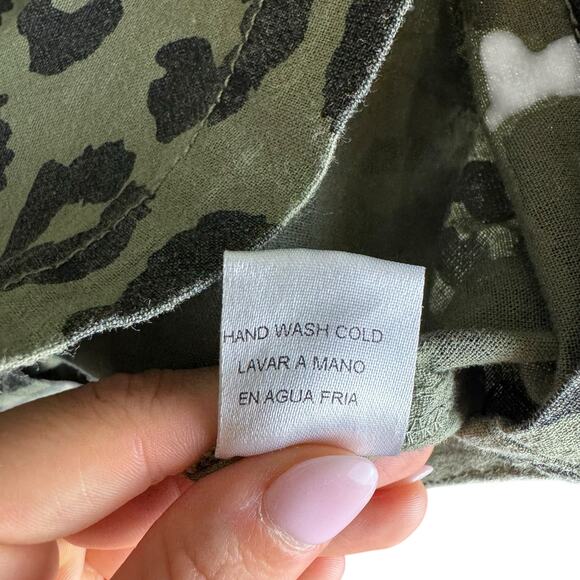 HAND WASH COLD
LAVAR A MANO
EN AGUA FRIA